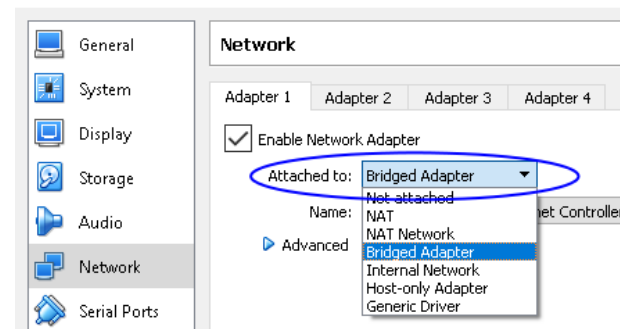 General
System
Display
Storage
Audio
Network
Serial Ports
Network
Adapter 1 Adapter 2 Adapter 3 Adapter 4
Enable Network Adapter
Attached to: Bridged Adapter
Not attached
Name:
NAT
NAT Network
Advanced
Bridged Adapter
Internal Network
Host-only Adapter
Generic Driver